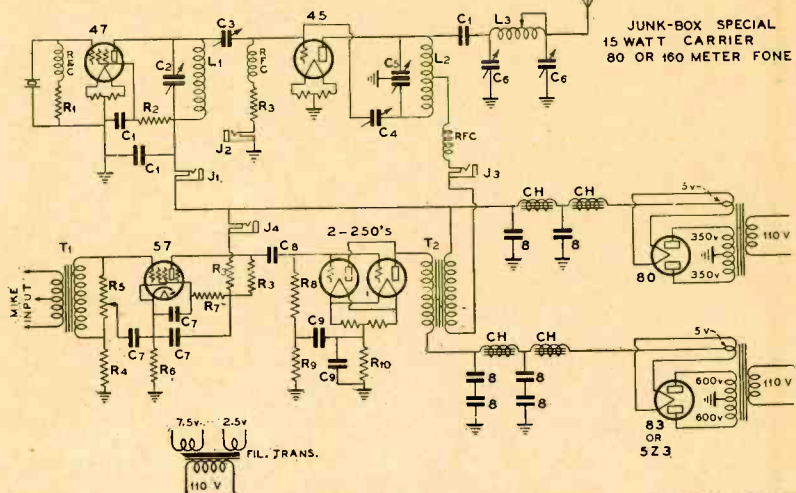 JUNK-BOX SPECIAL
15 WATT CARRIER
80 OR 160 METER FONE
47
C3
45
C1
L3
RFC
C2
L1
RFC
C5
L2
C6
C6
R1
C1
R2
R3
C4
C1
J2
RFC
J1
J3
CH
CH
5v
J4
8
8
350v
350v
110 V
80
T1
57
C8
2-250's
T2
MIKE
INPUT
R5
R7
R3
R8
R7
C7
C7
C7
C9
R4
R6
R9
C9
R10
CH
CH
5v
8
8
8
8
600v
600v
110 V
83
OR
5Z3
7.5v
2.5v
FIL. TRANS.
110 V